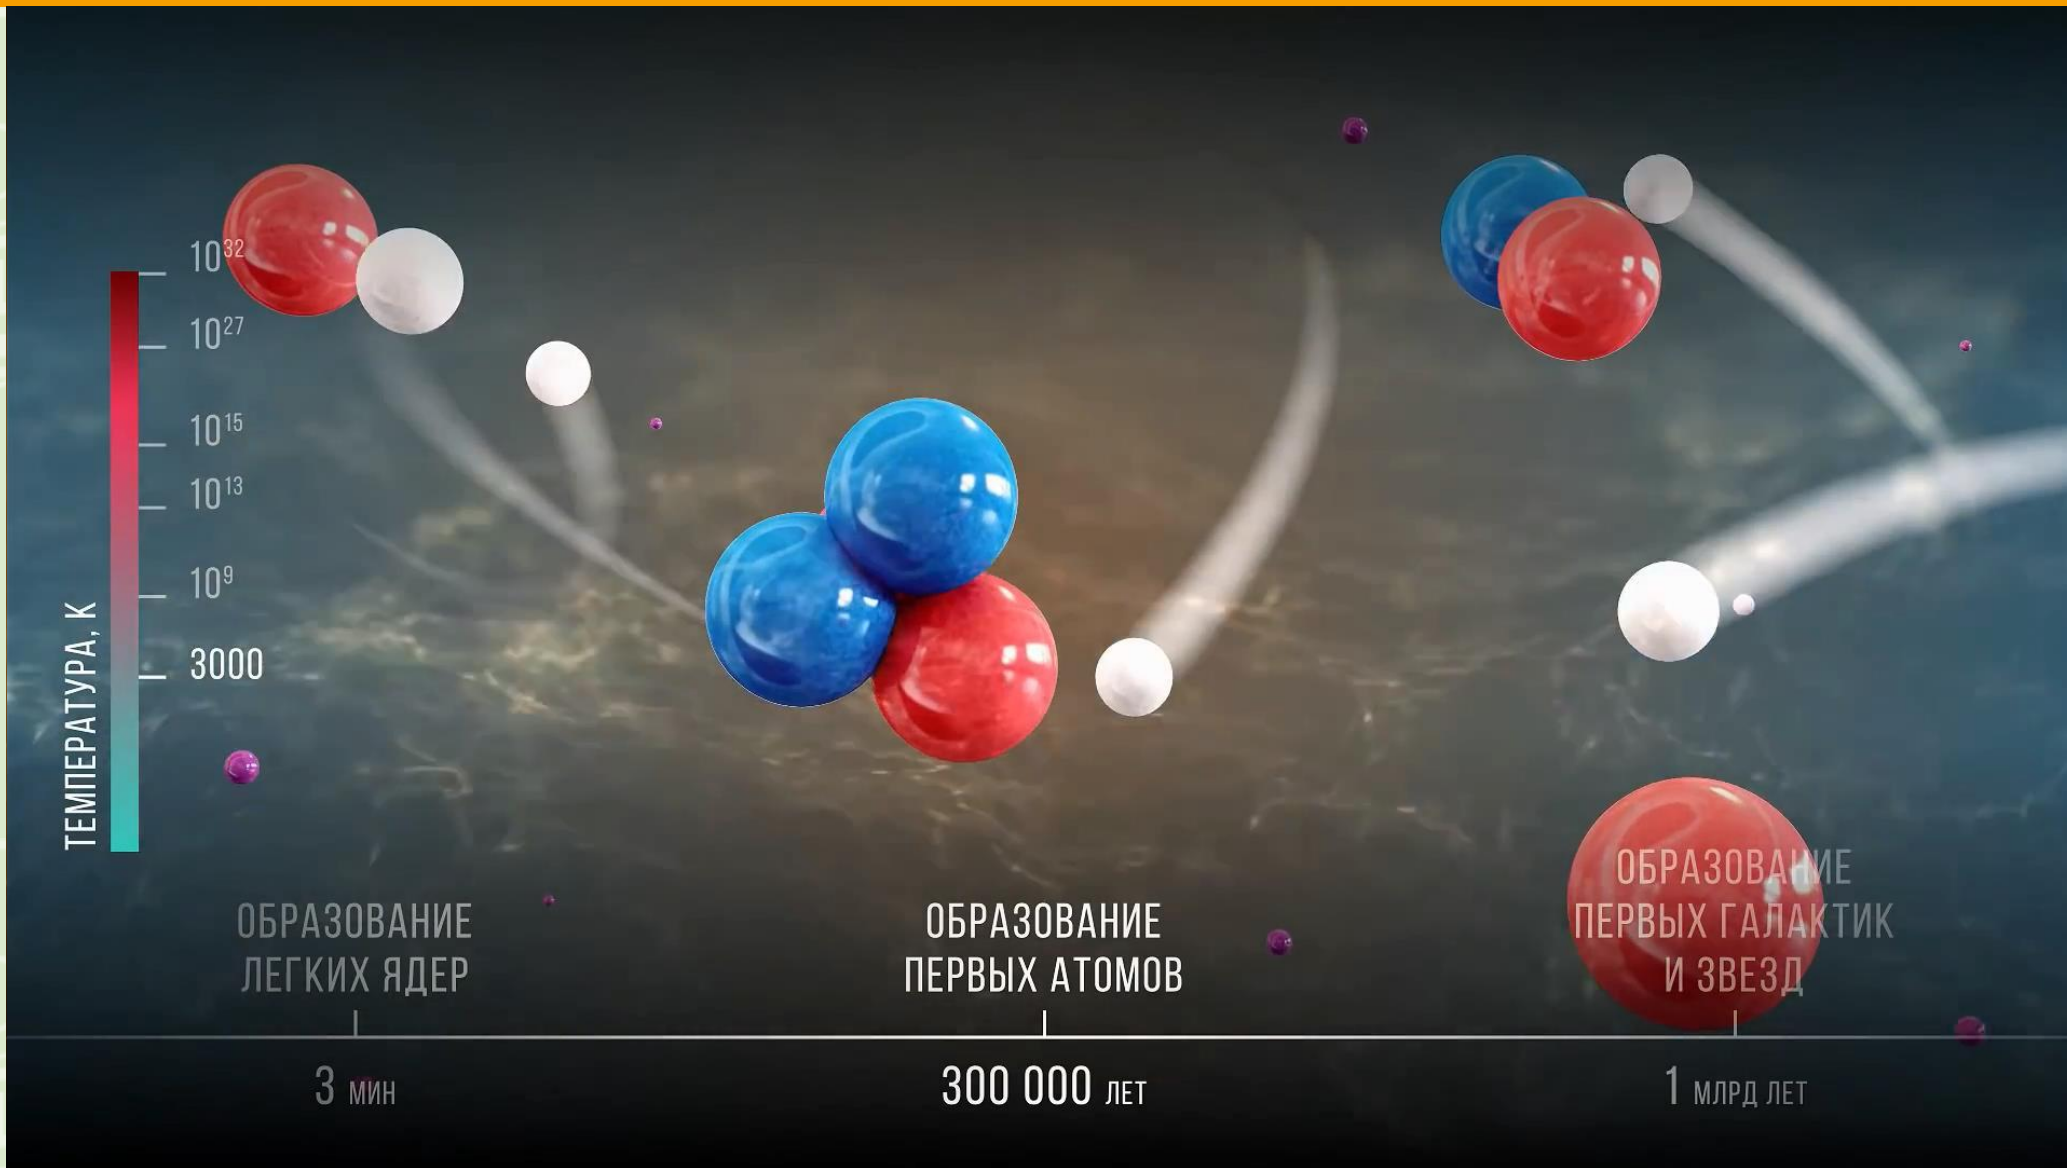 10³²
10²⁷
10¹⁵
10¹³
10⁹
3000
ТЕМПЕРАТУРА, К
ОБРАЗОВАНИЕ
ЛЕГКИХ ЯДЕР
3 МИН
ОБРАЗОВАНИЕ
ПЕРВЫХ АТОМОВ
300 000 ЛЕТ
ОБРАЗОВАНИЕ
ПЕРВЫХ ГАЛАКТИК
И ЗВЕЗД
1 МЛРД ЛЕТ